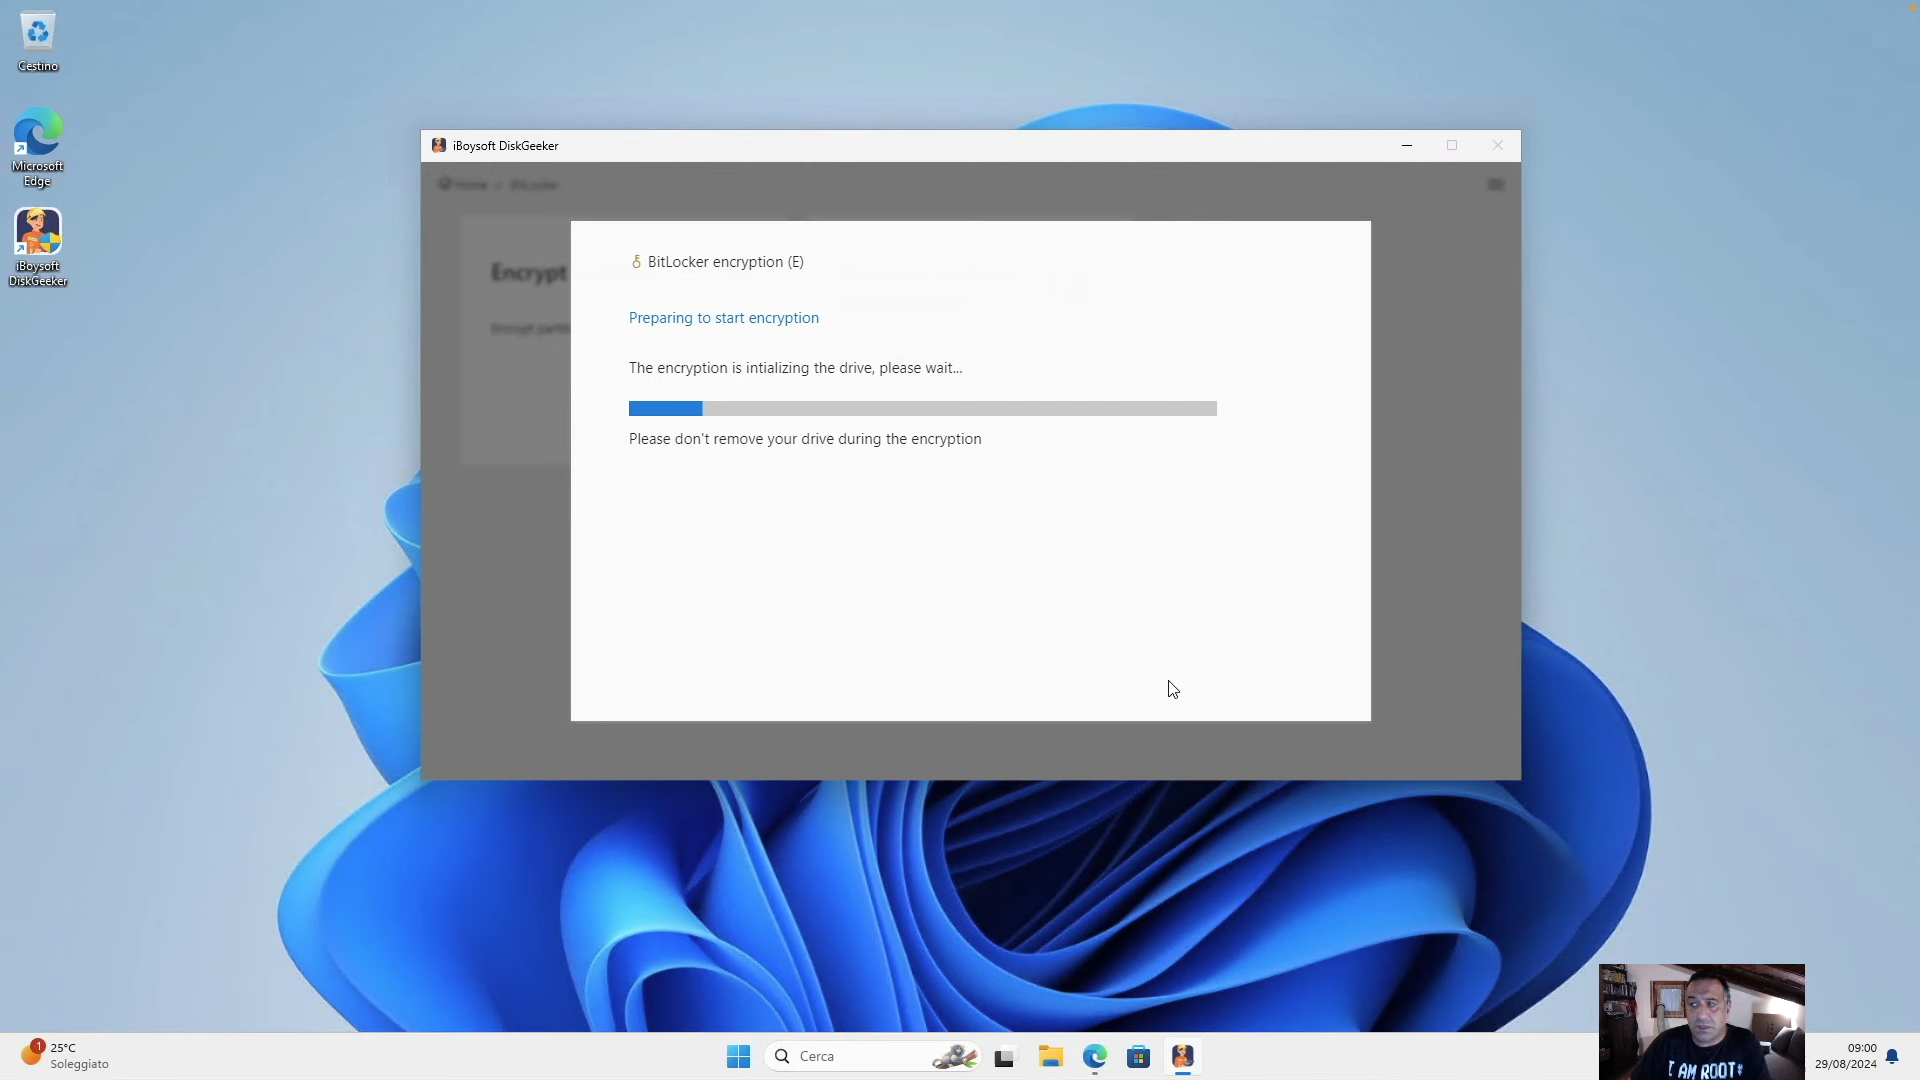 Cestino
Microsoft
Edge
iBoysoft
DiskGeeker
iBoysoft DiskGeeker
Home > BitLocker
Encrypt
BitLocker encryption (E)
Preparing to start encryption
The encryption is intializing the drive, please wait...
Please don't remove your drive during the encryption
1
25°C
Soleggiato
Cerca
09:00
29/08/2024
I AM ROOT#